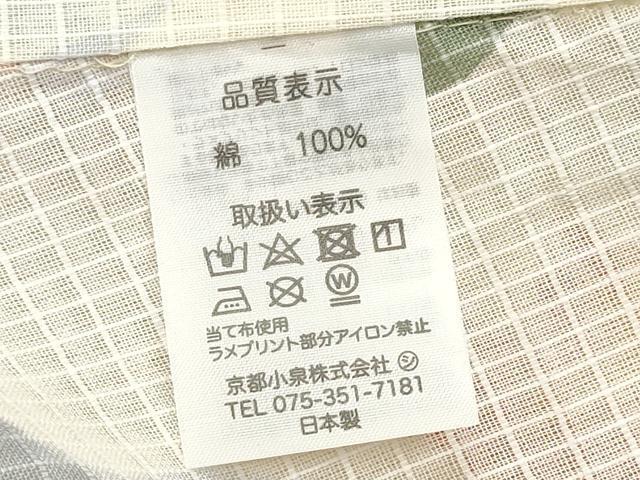 品質表示
綿 100%
取扱い表示
W
当て布使用
ラメプリント部分アイロン禁止
京都小泉株式会社 シ
TEL 075-351-7181
日本製